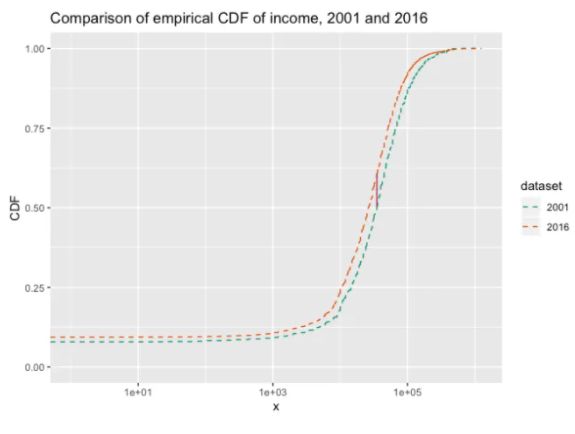 Comparison of empirical CDF of income, 2001 and 2016
1.00
0.75
CDF
0.50
0.25
0.00
1e+01 1e+03 1e+05
x
dataset
2001
2016